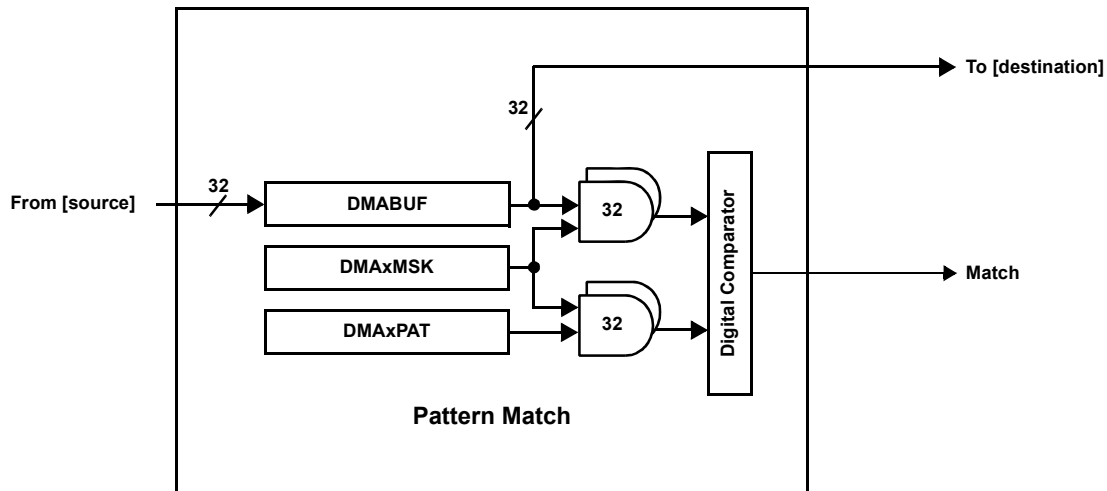 To [destination]
32
From [source]
32
DMABUF
32
DMAxMSK
Digital Comparator
Match
DMAxPAT
32
Pattern Match